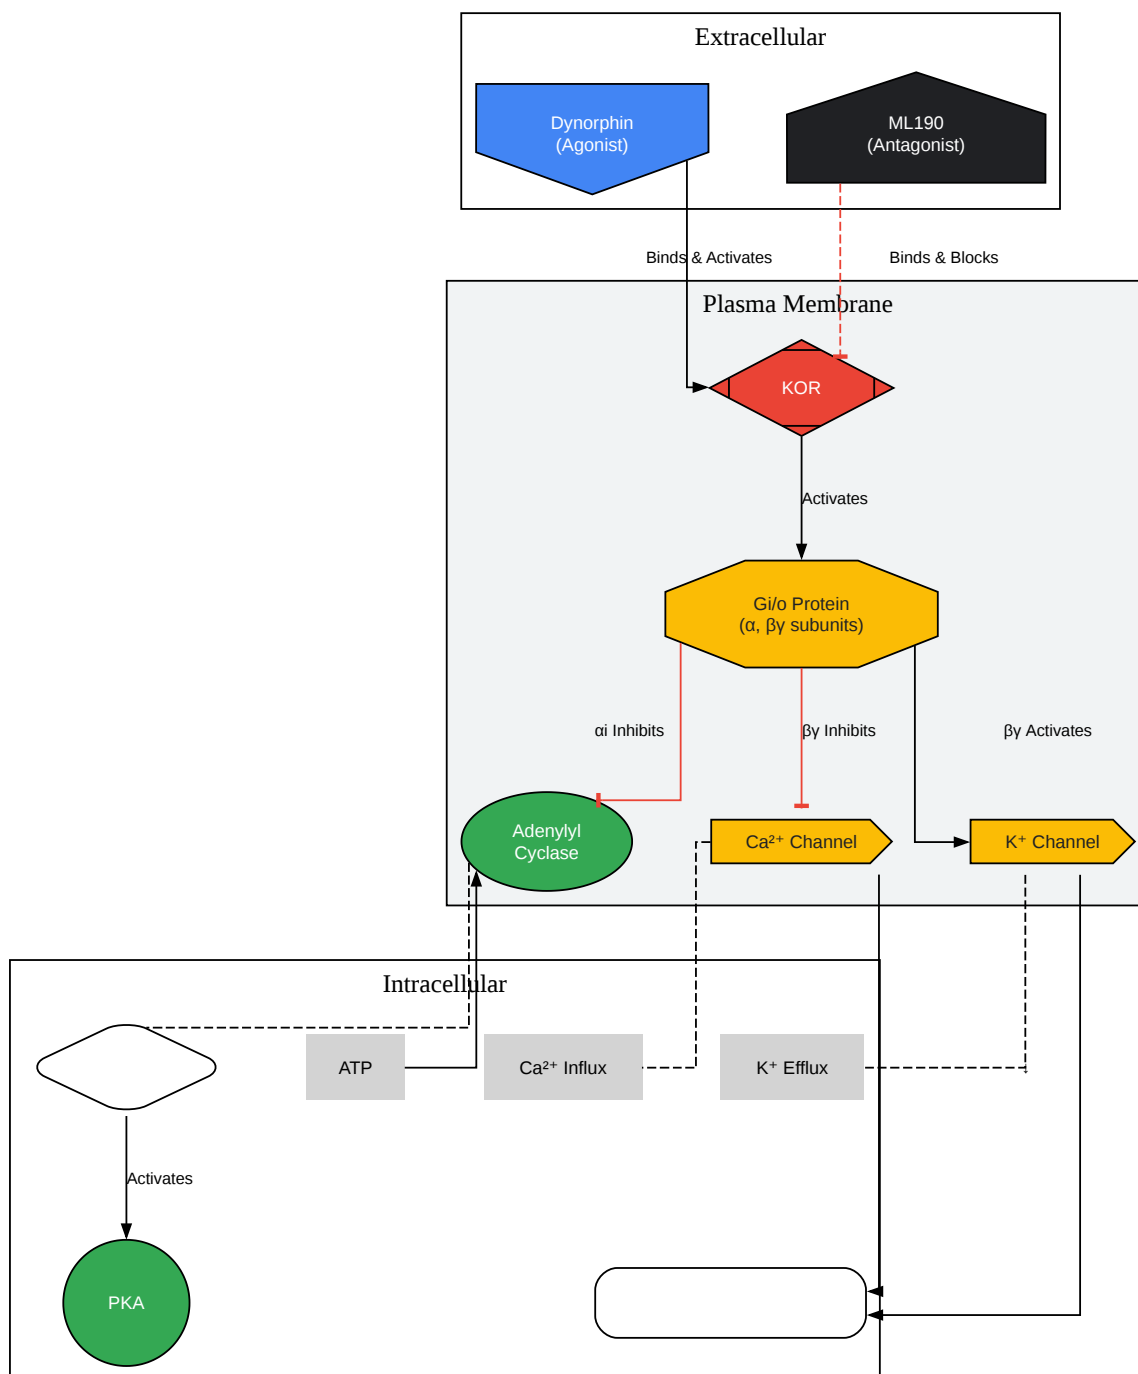 Extracellular
Dynorphin
(Agonist)
ML190
(Antagonist)
Binds & Activates
Binds & Blocks
Plasma Membrane
KOR
Activates
Gi/o Protein
(α, βγ subunits)
αi Inhibits
βγ Inhibits
βγ Activates
Adenylyl
Cyclase
Ca²⁺ Channel
K⁺ Channel
Intracellular
ATP
Ca²⁺ Influx
K⁺ Efflux
Activates
PKA